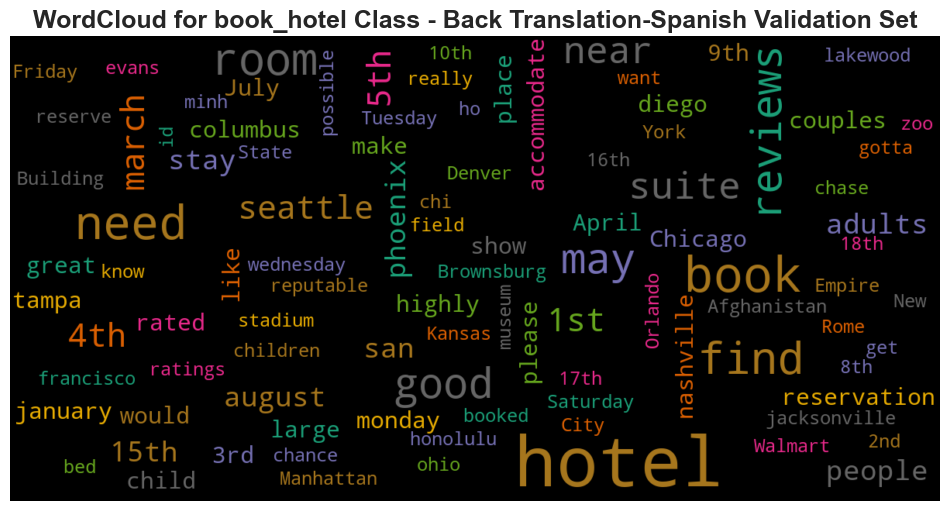 WordCloud for book_hotel Class - Back Translation-Spanish Validation Set
Friday evans room 10th near 9th lakewood
July possible 5th really place accommodate want reviews
reserve march minh Tuesday ho diego couples zoo
id columbus make York gotta
stay State phoenix Denver 16th suite chase
Building chi
need seattle field April adults
show may Chicago 18th
great know like wednesday Brownsburg book
reputable museum Orlando Afghanistan Empire New
tampa highly please 1st nashville
4th rated stadium Kansas Rome
children san find get
francisco ratings good 17th 8th
january august Saturday reservation
would monday booked City jacksonville
15th large honolulu Walmart 2nd
bed 3rd chance ohio hotel people
child Manhattan